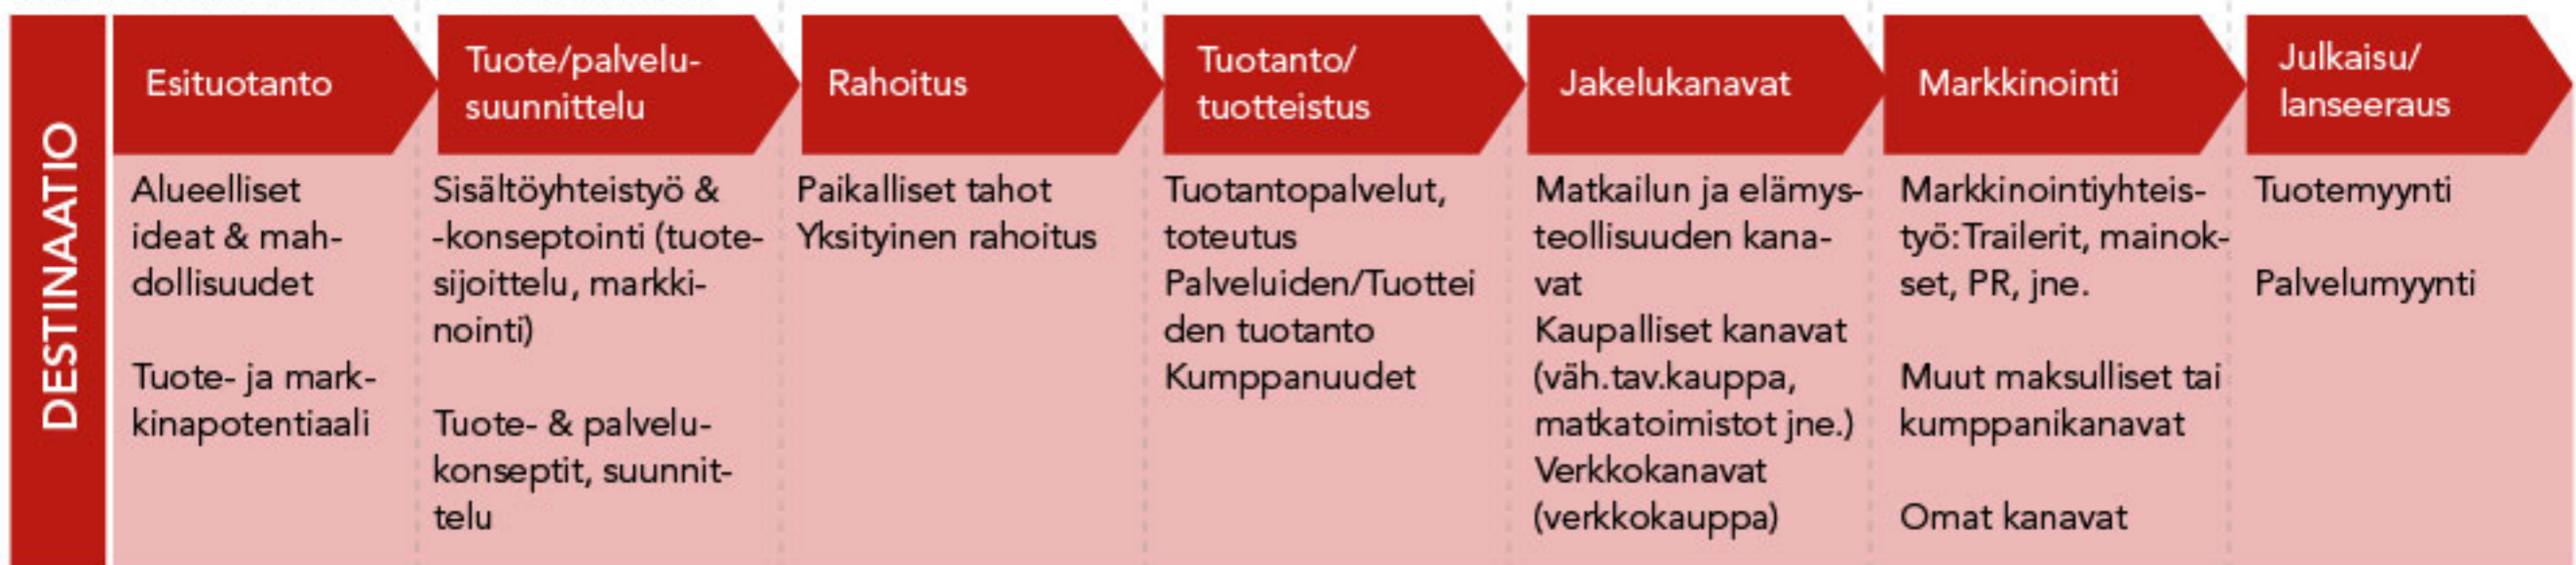 DESTINAATIO
Esituotanto
Alueelliset
ideat & mah-
dollisuudet
Tuote- ja mark-
kinapotentiaali
Tuote/palvelu-
suunnittelu
Sisältöyhteistyö &
-konseptointi (tuote-
sijoittelu, markki-
nointi)
Tuote- & palvelu-
konseptit, suunnit-
telu
Rahoitus
Paikalliset tahot
Yksityinen rahoitus
Tuotanto/
tuotteistus
Tuotantopalvelut,
toteutus
Palveluiden/Tuottei
den tuotanto
Kumppanuudet
Jakelukanavat
Matkailun ja elämys-
teollisuuden kana-
vat
Kaupalliset kanavat
(väh.tav.kauppa,
matkatoimistot jne.)
Verkkokanavat
(verkkokauppa)
Markkinointi
Markkinointiyhteis-
työ:Trailerit, mainok-
set, PR, jne.
Muut maksulliset tai
kumppanikanavat
Omat kanavat
Julkaisu/
lanseeraus
Tuotemyynti
Palvelumyynti